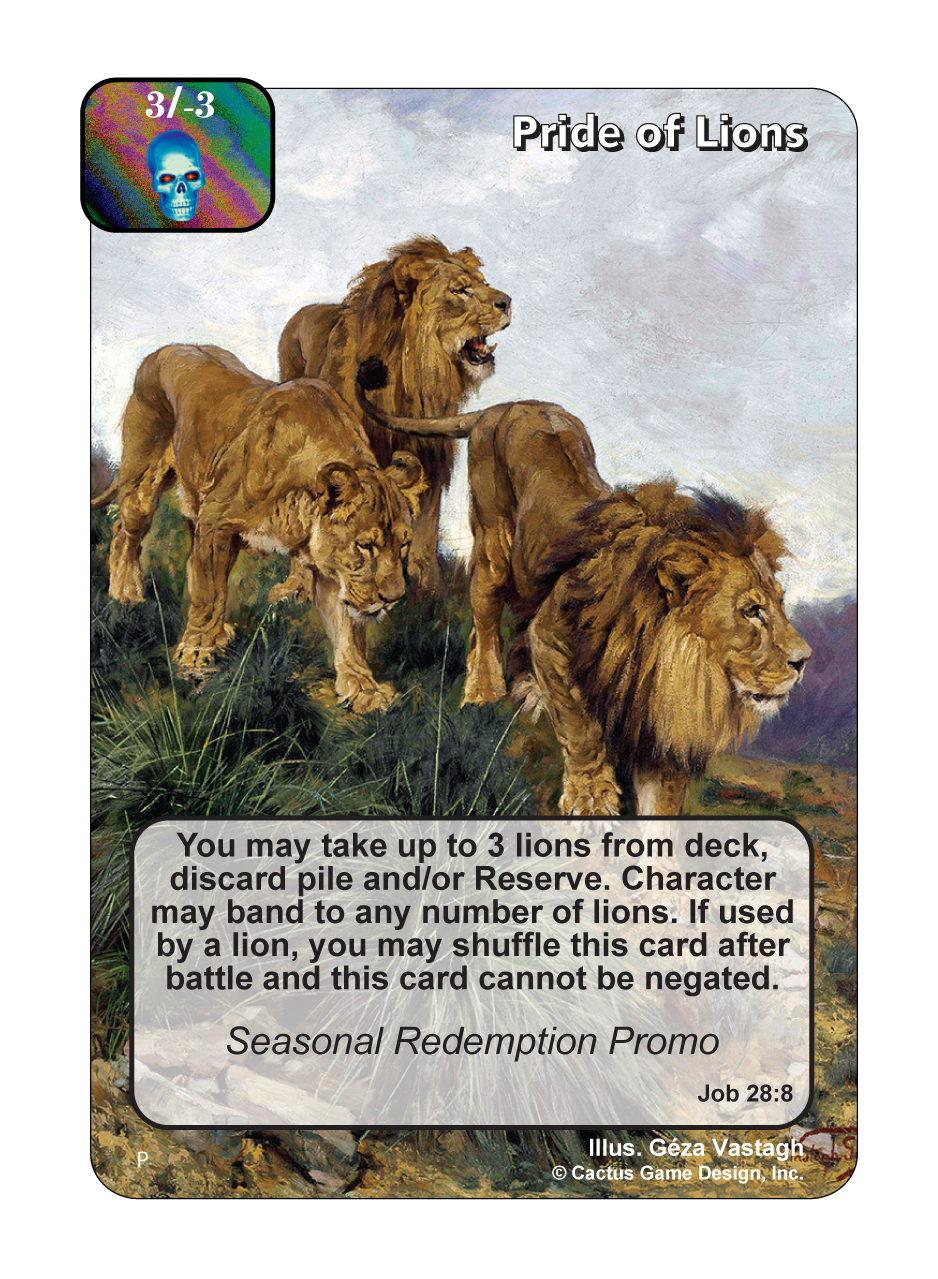 3/-3
Pride of Lions
You may take up to 3 lions from deck,
discard pile and/or Reserve. Character
may band to any number of lions. If used
by a lion, you may shuffle this card after
battle and this card cannot be negated.
Seasonal Redemption Promo
Job 28:8
P
Illus. Géza Vastagh
© Cactus Game Design, Inc.